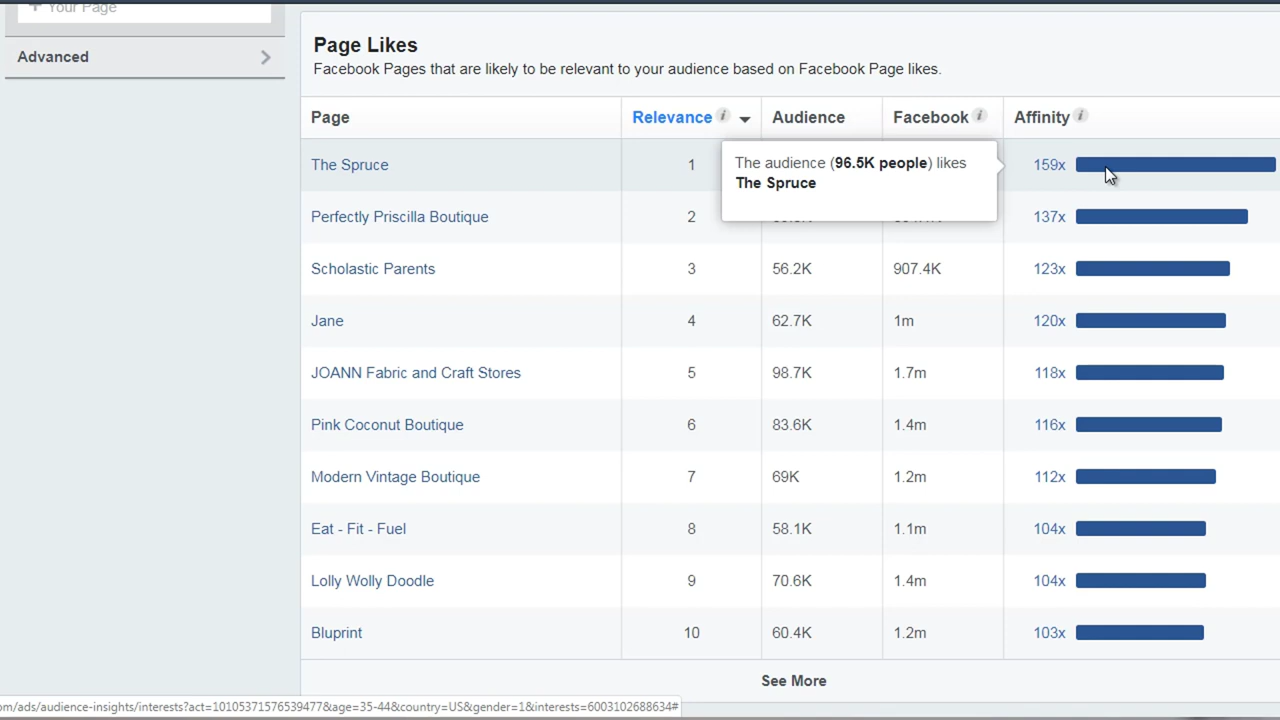 + Your Page
Advanced
Page Likes
Facebook Pages that are likely to be relevant to your audience based on Facebook Page likes.
Page Relevance i Audience Facebook i Affinity i
The Spruce 1 159x
The audience (96.5K people) likes
The Spruce
Perfectly Priscilla Boutique 2 137x
Scholastic Parents 3 56.2K 907.4K 123x
Jane 4 62.7K 1m 120x
JOANN Fabric and Craft Stores 5 98.7K 1.7m 118x
Pink Coconut Boutique 6 83.6K 1.4m 116x
Modern Vintage Boutique 7 69K 1.2m 112x
Eat - Fit - Fuel 8 58.1K 1.1m 104x
Lolly Wolly Doodle 9 70.6K 1.4m 104x
Bluprint 10 60.4K 1.2m 103x
See More
om/ads/audience-insights/interests?act=10105371576539477&age=35-44&country=US&gender=1&interests=6003102688634#